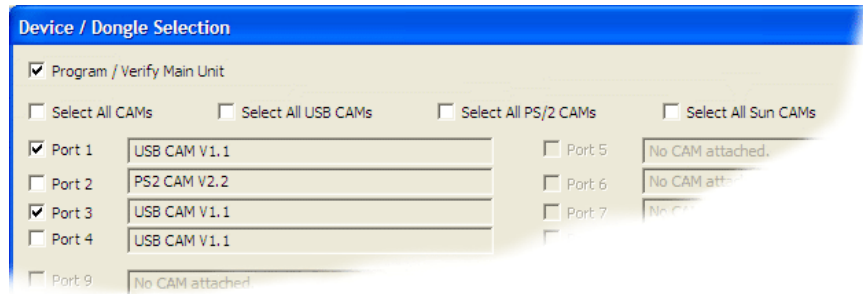 Device / Dongle Selection
Program / Verify Main Unit
Select All CAMs Select All USB CAMs Select All PS/2 CAMs Select All Sun CAMs
Port 1 USB CAM V1.1 Port 5 No CAM attached.
Port 2 PS2 CAM V2.2 Port 6 No CAM
Port 3 USB CAM V1.1 Port 7
Port 4 USB CAM V1.1
Port 9 No CAM attached